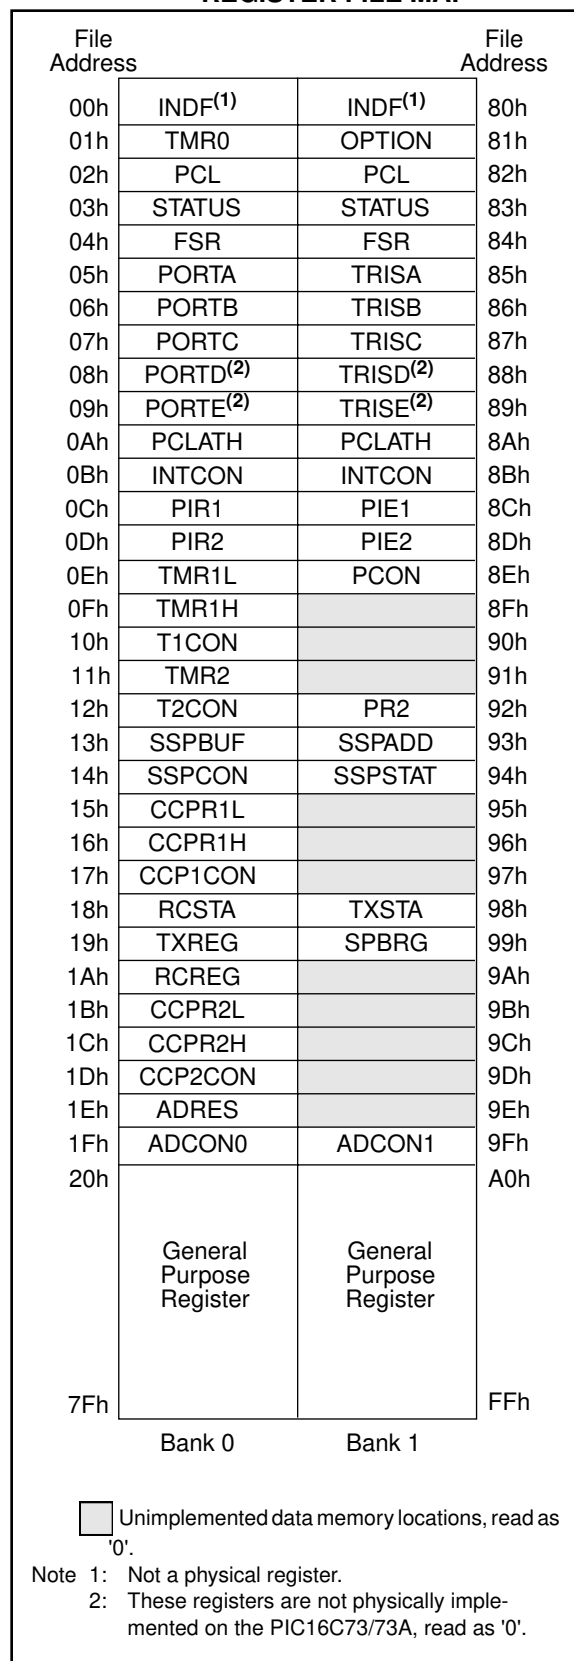 REGISTER FILE MAP
File Address File Address
00h INDF(1) INDF(1) 80h
01h TMR0 OPTION 81h
02h PCL PCL 82h
03h STATUS STATUS 83h
04h FSR FSR 84h
05h PORTA TRISA 85h
06h PORTB TRISB 86h
07h PORTC TRISC 87h
08h PORTD(2) TRISD(2) 88h
09h PORTE(2) TRISE(2) 89h
0Ah PCLATH PCLATH 8Ah
0Bh INTCON INTCON 8Bh
0Ch PIR1 PIE1 8Ch
0Dh PIR2 PIE2 8Dh
0Eh TMR1L PCON 8Eh
0Fh TMR1H 8Fh
10h T1CON 90h
11h TMR2 91h
12h T2CON PR2 92h
13h SSPBUF SSPADD 93h
14h SSPCON SSPSTAT 94h
15h CCPR1L 95h
16h CCPR1H 96h
17h CCP1CON 97h
18h RCSTA TXSTA 98h
19h TXREG SPBRG 99h
1Ah RCREG 9Ah
1Bh CCPR2L 9Bh
1Ch CCPR2H 9Ch
1Dh CCP2CON 9Dh
1Eh ADRES 9Eh
1Fh ADCON0 ADCON1 9Fh
20h A0h
General General
Purpose Purpose
Register Register
7Fh FFh
Bank 0 Bank 1
Unimplemented data memory locations, read as
'0'.
Note 1: Not a physical register.
2: These registers are not physically imple-
mented on the PIC16C73/73A, read as '0'.